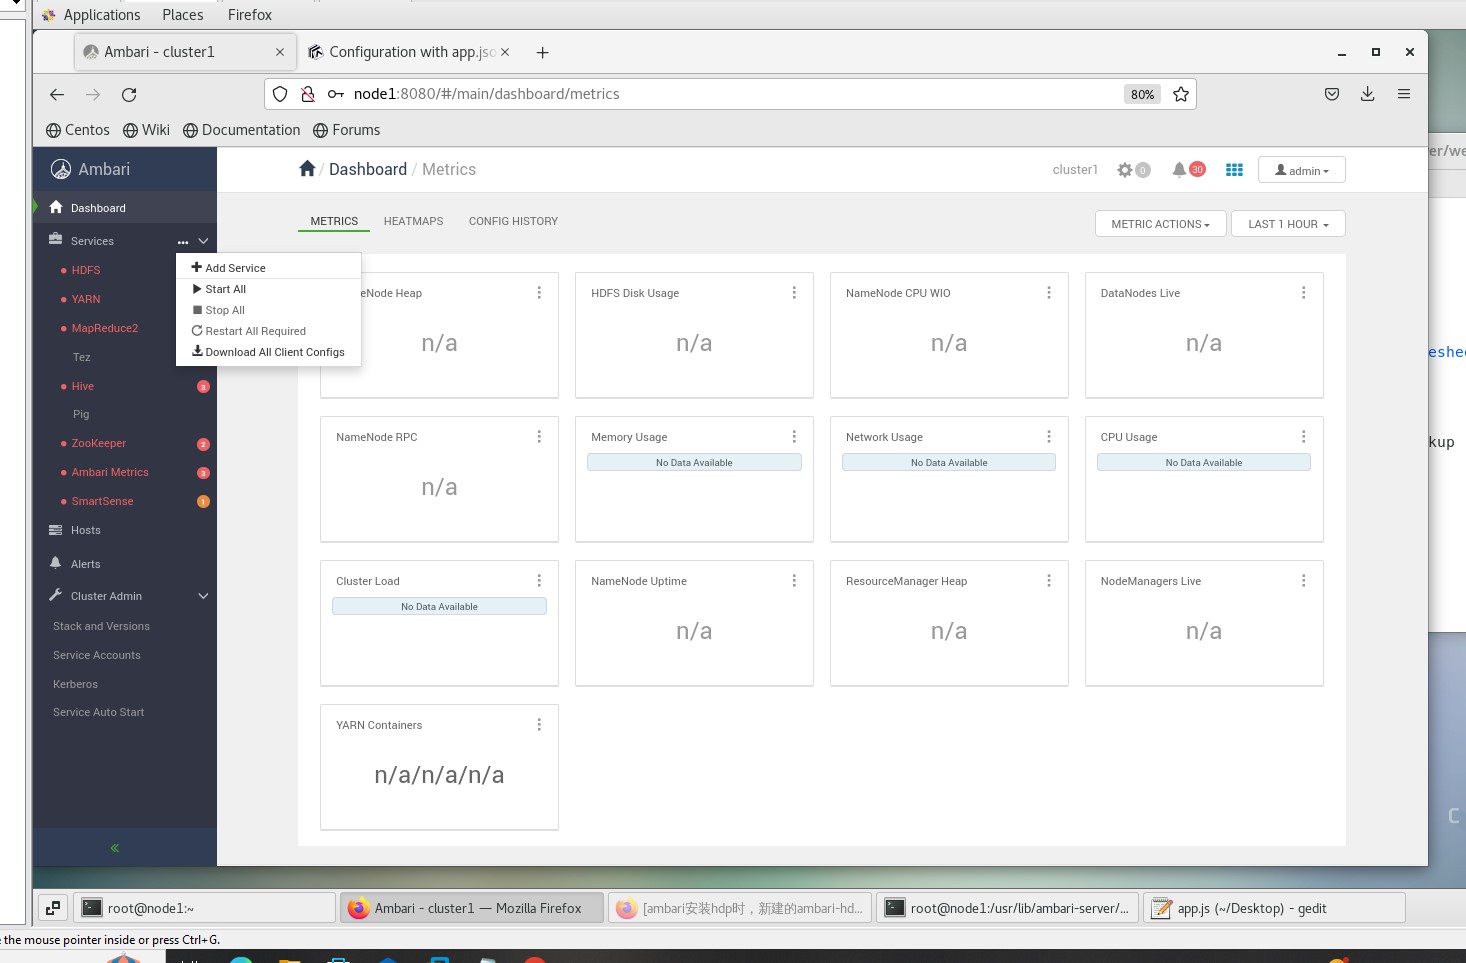 Applications Places Firefox
Ambari - cluster1
Configuration with app.jso
node1:8080/#/main/dashboard/metrics
80%
Centos Wiki Documentation Forums
er/we
Ambari
Dashboard / Metrics
cluster1
0
30
admin
Dashboard
METRICS
HEATMAPS
CONFIG HISTORY
METRIC ACTIONS
LAST 1 HOUR
Services
Add Service
Start All
Stop All
Restart All Required
Download All Client Configs
HDFS
YARN
MapReduce2
Tez
Hive 3
Pig
ZooKeeper 2
Ambari Metrics 3
SmartSense 1
Hosts
Alerts
Cluster Admin
Stack and Versions
Service Accounts
Kerberos
Service Auto Start
eNode Heap
n/a
HDFS Disk Usage
n/a
NameNode CPU WIO
n/a
DataNodes Live
n/a
NameNode RPC
n/a
Memory Usage
No Data Available
Network Usage
No Data Available
CPU Usage
No Data Available
Cluster Load
No Data Available
NameNode Uptime
n/a
ResourceManager Heap
n/a
NodeManagers Live
n/a
YARN Containers
n/a/n/a/n/a
eshe
kup
C
root@node1:~
Ambari - cluster1 — Mozilla Firefox
[ambari安装hdp时，新建的ambari-hd...
root@node1:/usr/lib/ambari-server/...
app.js (~/Desktop) - gedit
the mouse pointer inside or press Ctrl+G.